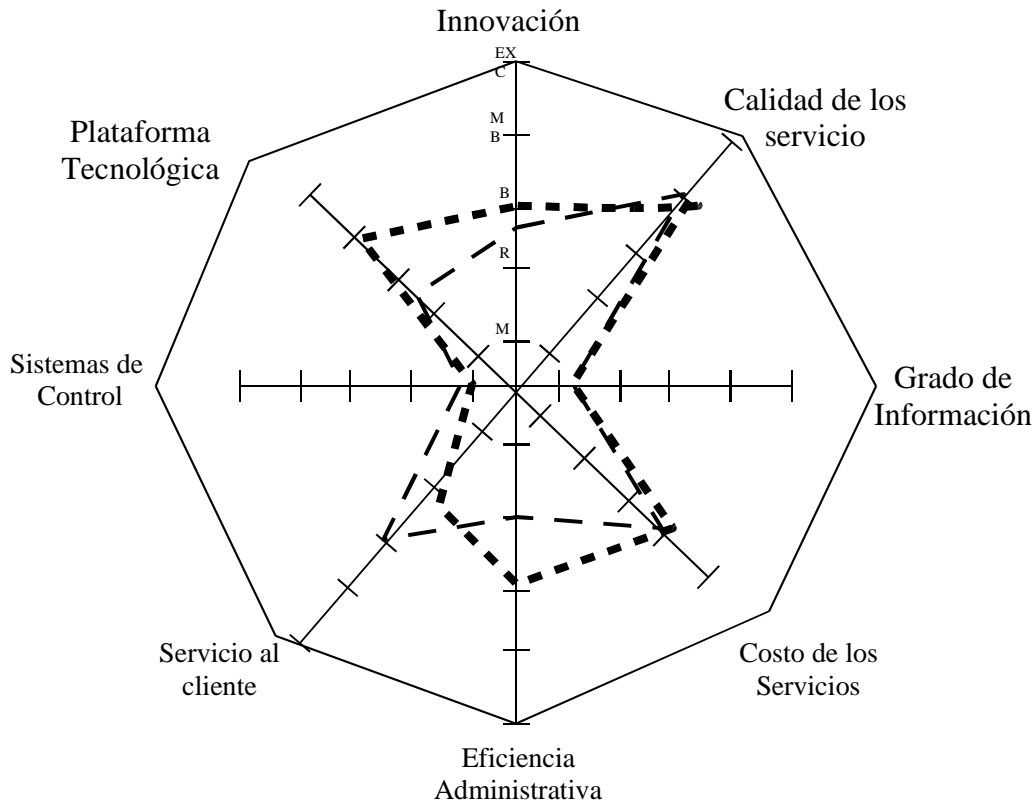 Innovación
EX
C
M
B
B
R
M
Calidad de los
servicio
Plataforma
Tecnológica
Sistemas de
Control
Grado de
Información
Servicio al
cliente
Costo de los
Servicios
Eficiencia
Administrativa